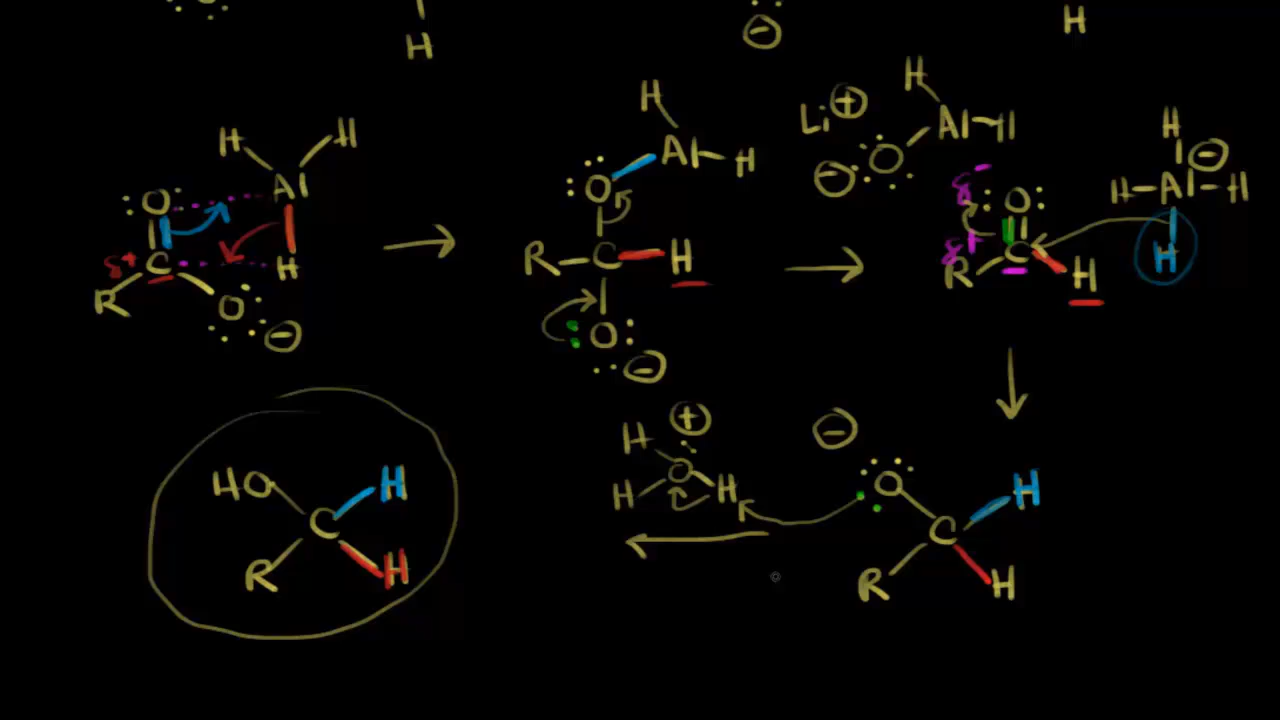 H ⊖ H
H H Al O C H δ+ R O ⊖
H Al H O R C H O ⊖
Li ⊕ H Al H O ⊖
δ- O δ+ C R H
H H Al H ⊖ H
HO C H R H
H ⊕ O H H
⊖ O H C R H